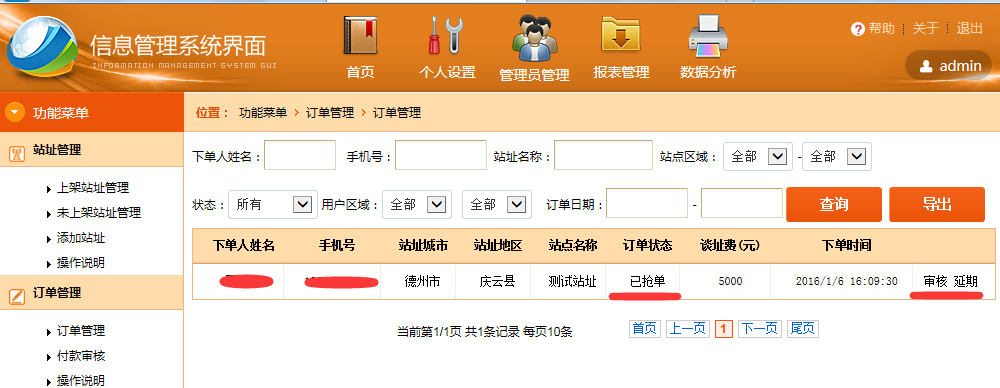 信息管理系统界面
INFORMATION MANAGEMENT SYSTEM GUI
首页 个人设置 管理员管理 报表管理 数据分析
帮助 关于 退出
admin
功能菜单
站址管理
上架站址管理
未上架站址管理
添加站址
操作说明
订单管理
订单管理
付款审核
操作说明
位置： 功能菜单 › 订单管理 › 订单管理
下单人姓名： 手机号： 站址名称： 站点区域： 全部 - 全部
状态： 所有 用户区域： 全部 全部 订单日期： - 查询 导出
下单人姓名 手机号 站址城市 站址地区 站点名称 订单状态 谈址费(元) 下单时间
德州市 庆云县 测试站址 已抢单 5000 2016/1/6 16:09:30 审核 延期
当前第1/1页 共1条记录 每页10条 首页 上一页 1 下一页 尾页